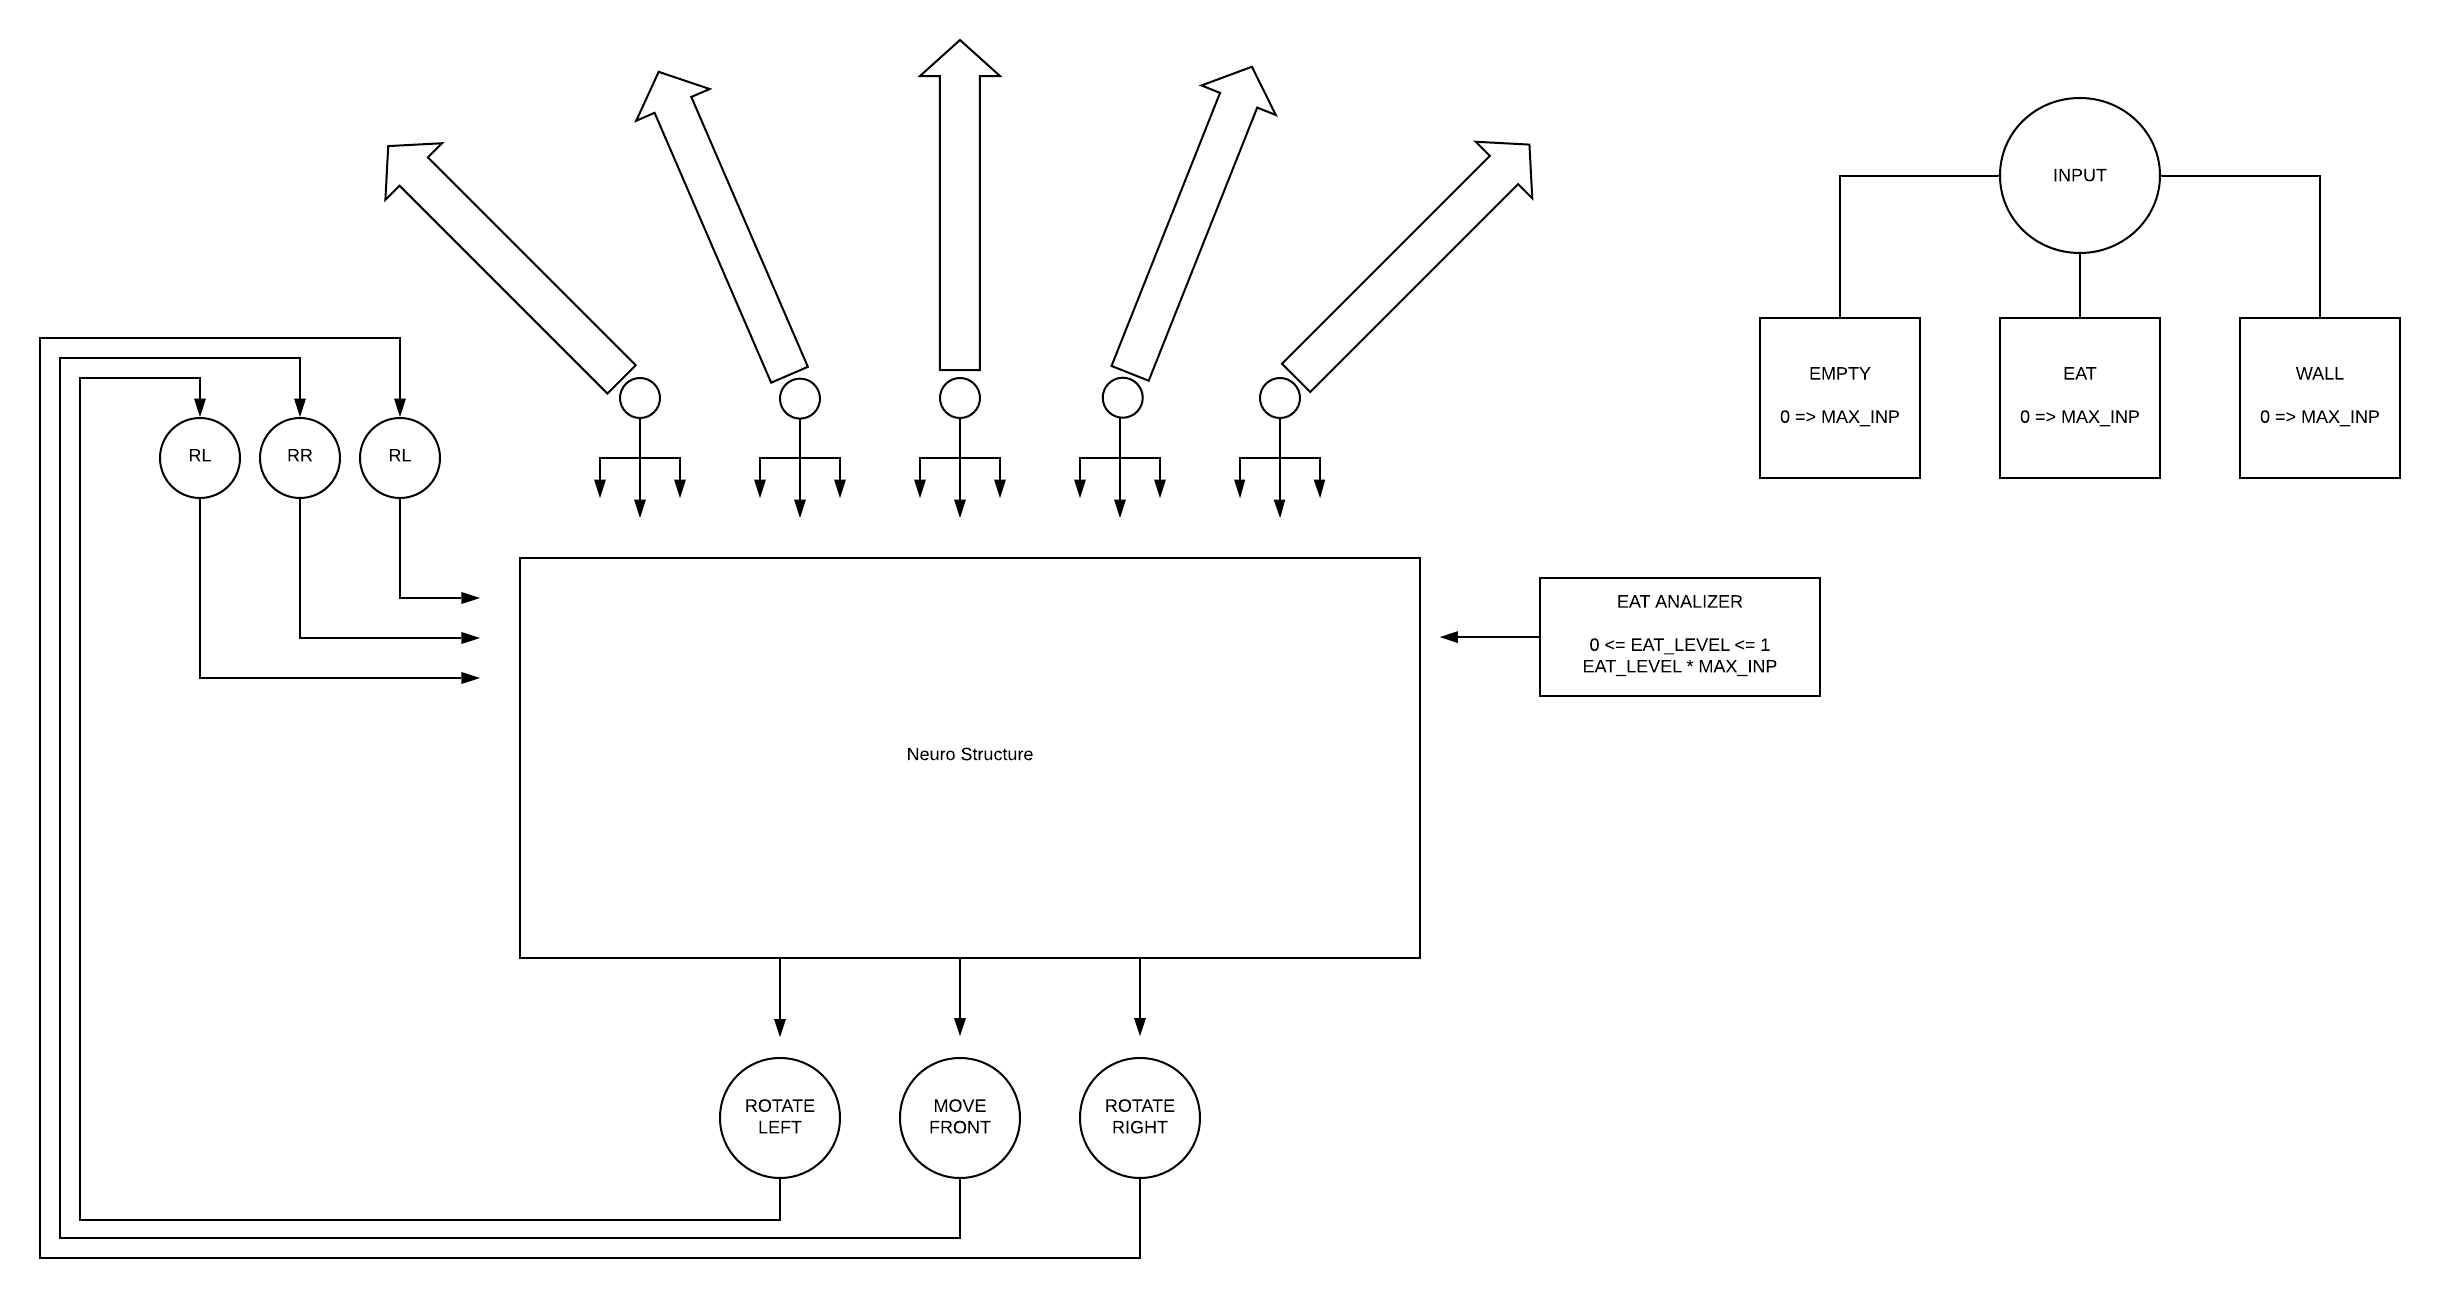 INPUT
EMPTY
0 => MAX_INP
EAT
0 => MAX_INP
WALL
0 => MAX_INP
RL
RR
RL
EAT ANALIZER
0 <= EAT_LEVEL <= 1
EAT_LEVEL * MAX_INP
Neuro Structure
ROTATE
LEFT
MOVE
FRONT
ROTATE
RIGHT